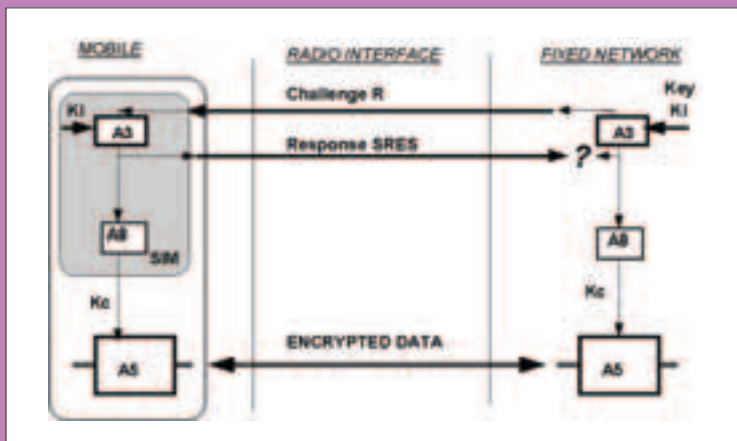 MOBILE
RADIO INTERFACE
FIXED NETWORK
Challenge R
Key
Ki
Ki
A3
A3
Response SRES
?
A8
A8
SIM
Kc
Kc
ENCRYPTED DATA
A5
A5